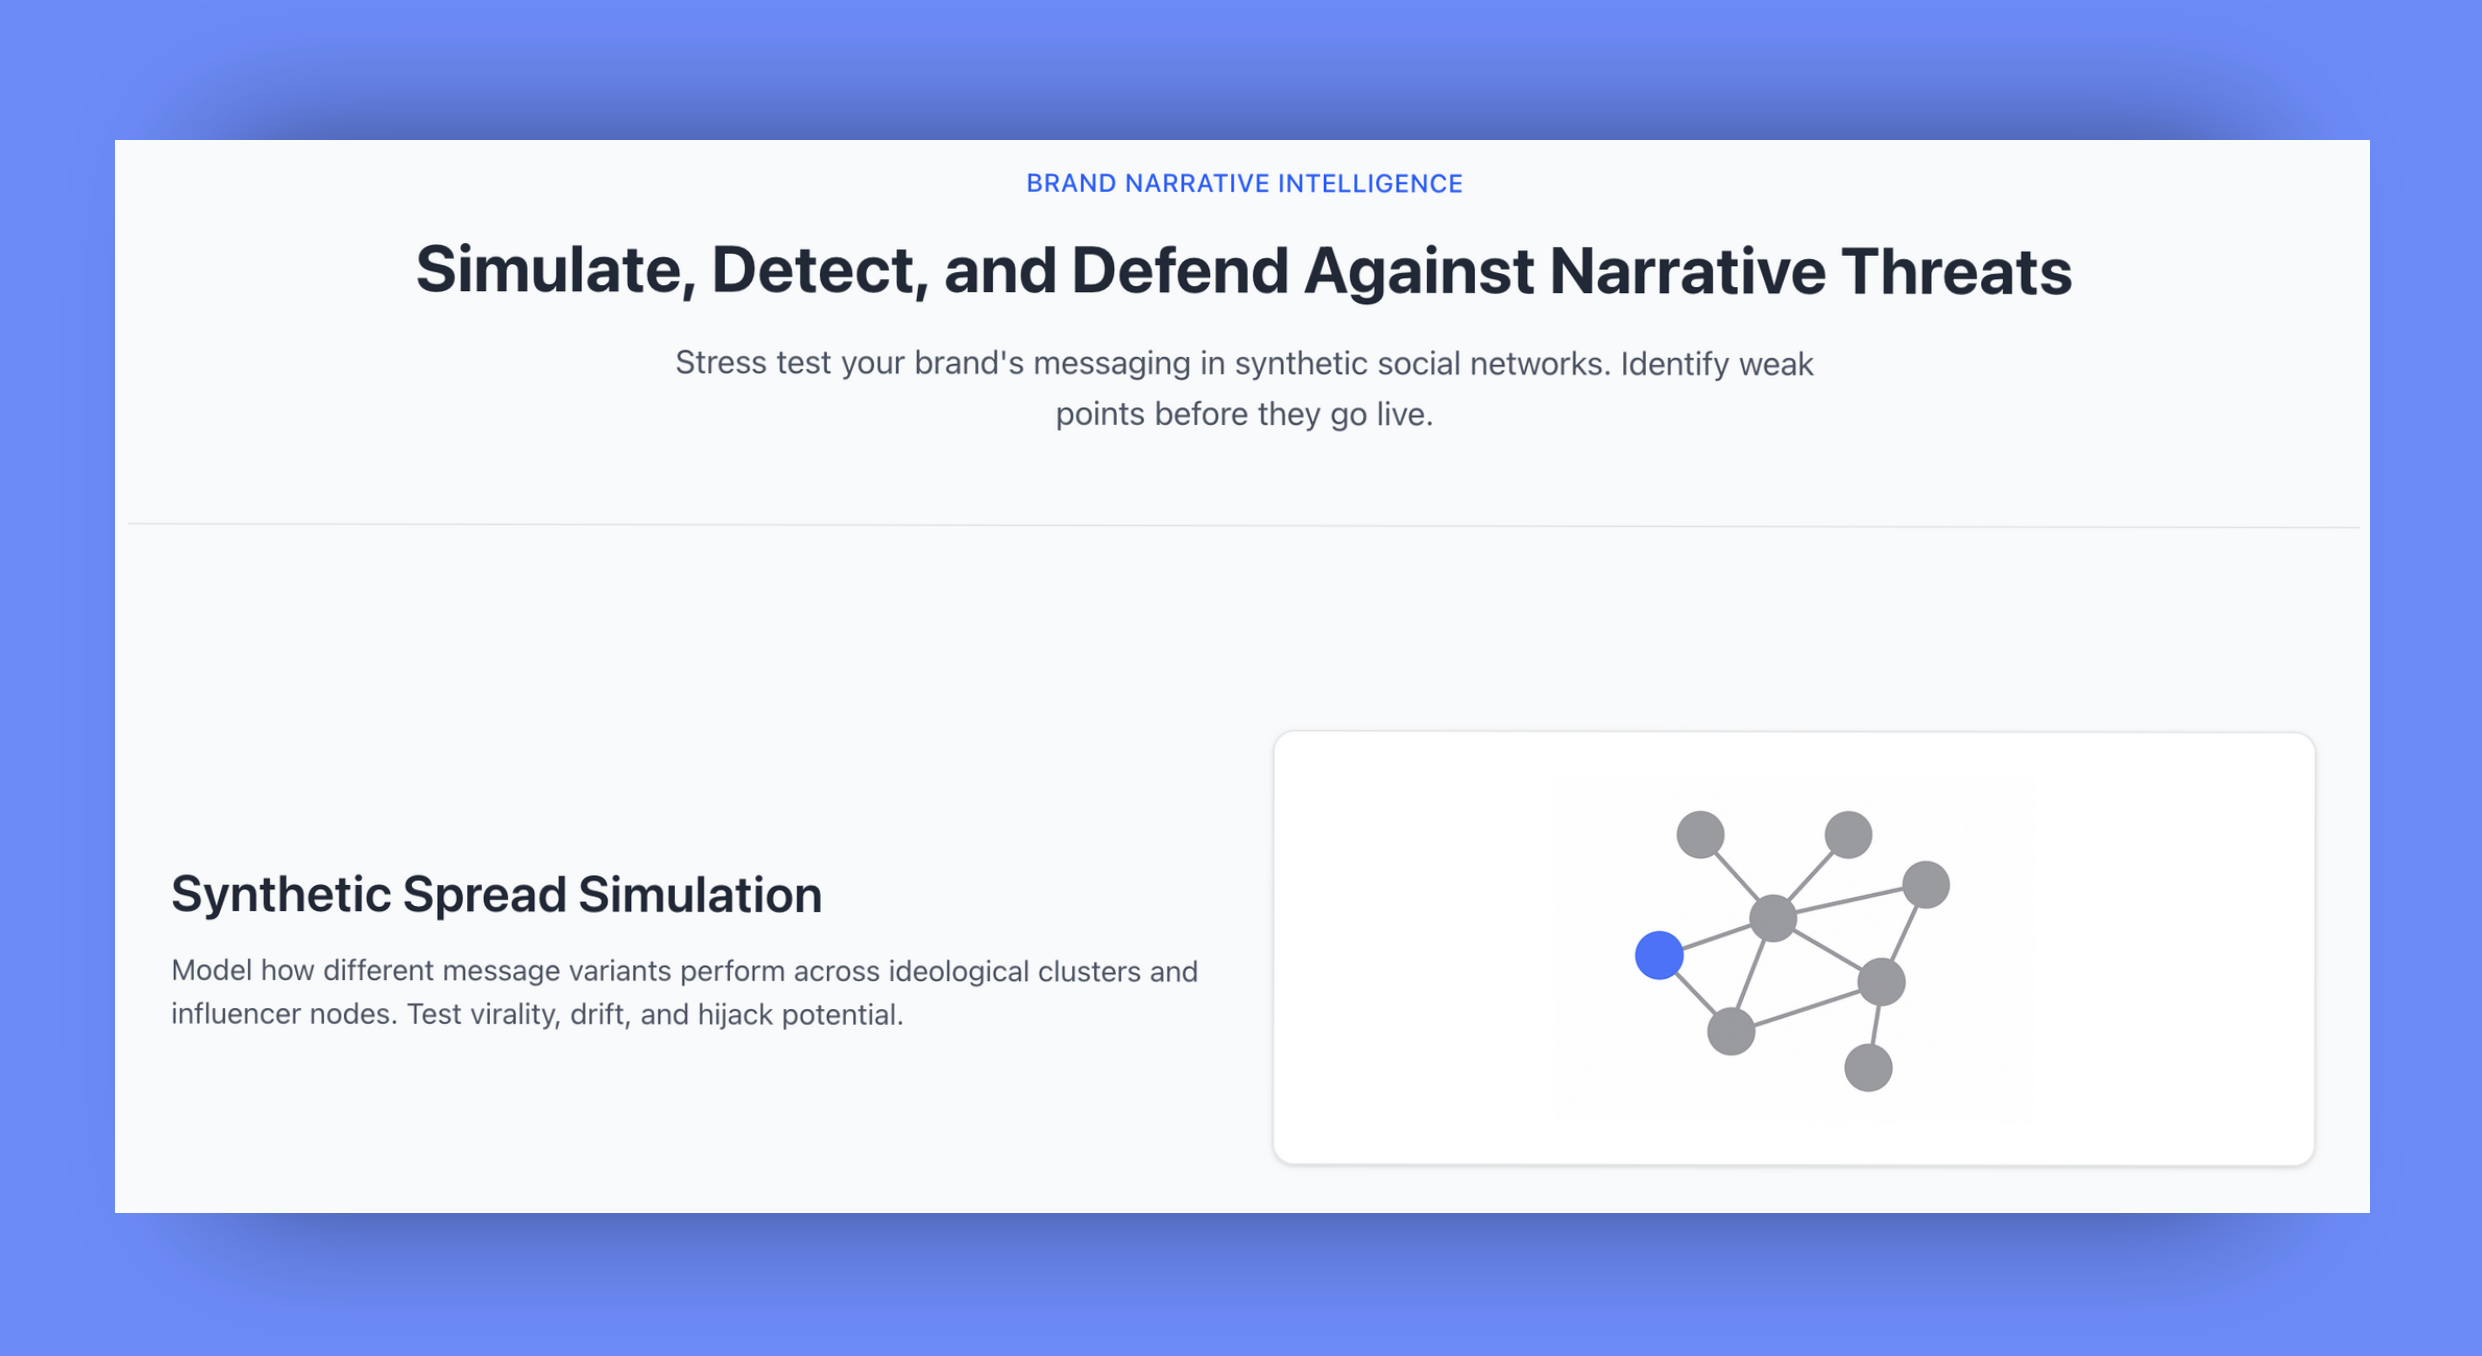 BRAND NARRATIVE INTELLIGENCE
Simulate, Detect, and Defend Against Narrative Threats
Stress test your brand's messaging in synthetic social networks. Identify weak
points before they go live.
Synthetic Spread Simulation
Model how different message variants perform across ideological clusters and
influencer nodes. Test virality, drift, and hijack potential.